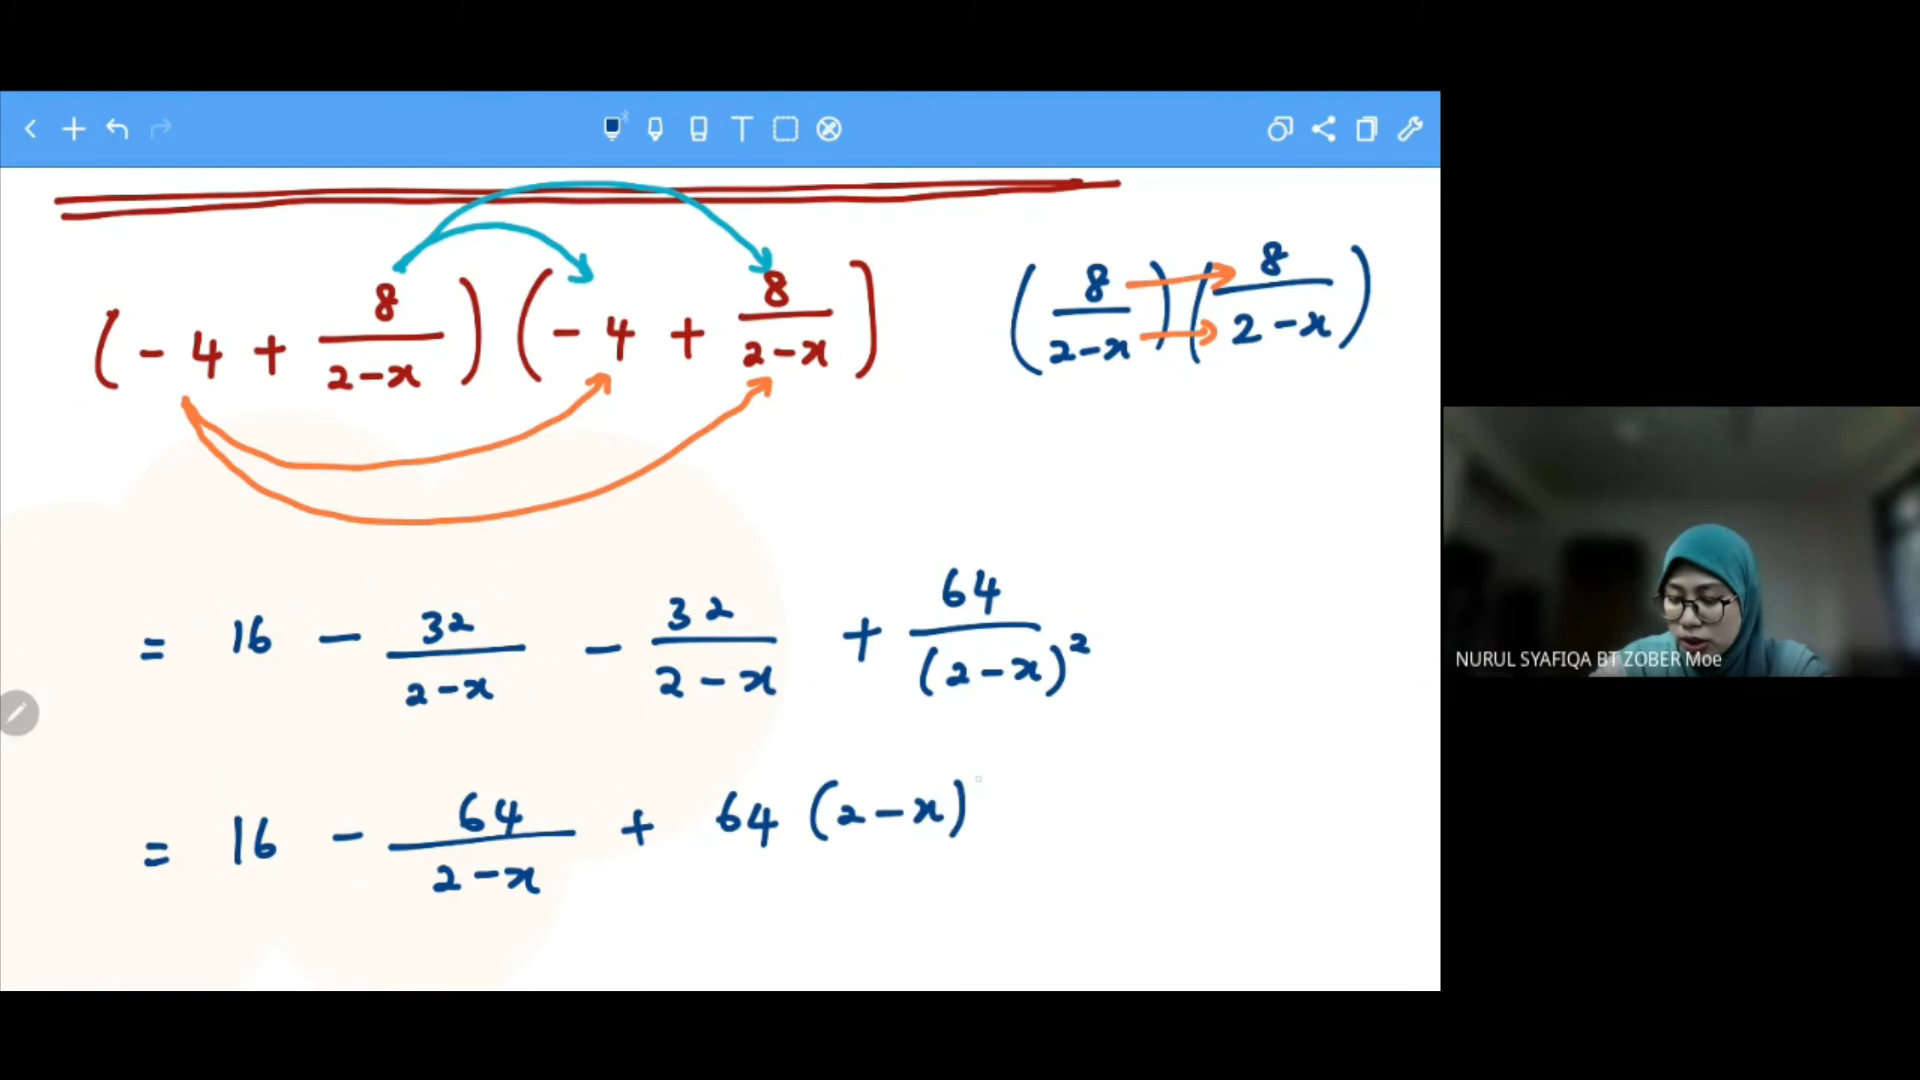 (-4 + 8/(2-x)) (-4 + 8/(2-x))
(8/(2-x)) (8/(2-x))
= 16 - 32/(2-x) - 32/(2-x) + 64/(2-x)²
= 16 - 64/(2-x) + 64 (2-x)
NURUL SYAFIQA BT ZOBER Moe